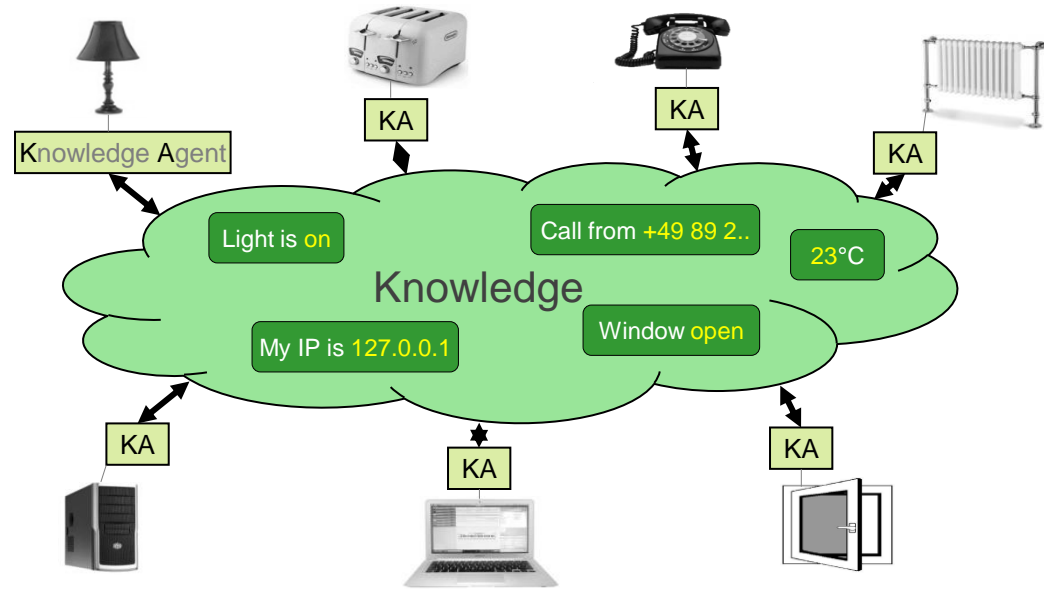 KA
KA
Knowledge Agent
KA
Light is on
Call from +49 89 2..
23°C
Knowledge
My IP is 127.0.0.1
Window open
KA
KA
KA